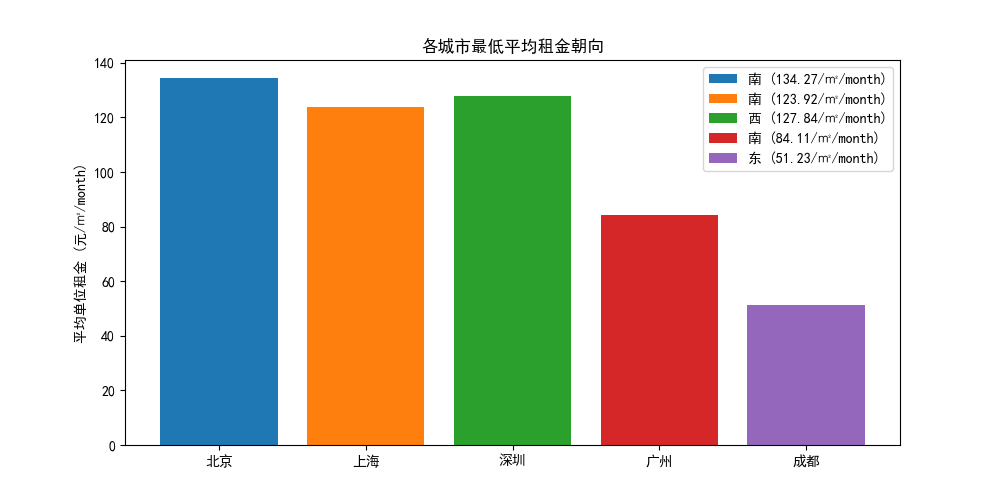 各城市最低平均租金朝向
平均单位租金 (元/㎡/month)
140
120
100
80
60
40
20
0
南 (134.27/㎡/month)
南 (123.92/㎡/month)
西 (127.84/㎡/month)
南 (84.11/㎡/month)
东 (51.23/㎡/month)
北京 上海 深圳 广州 成都